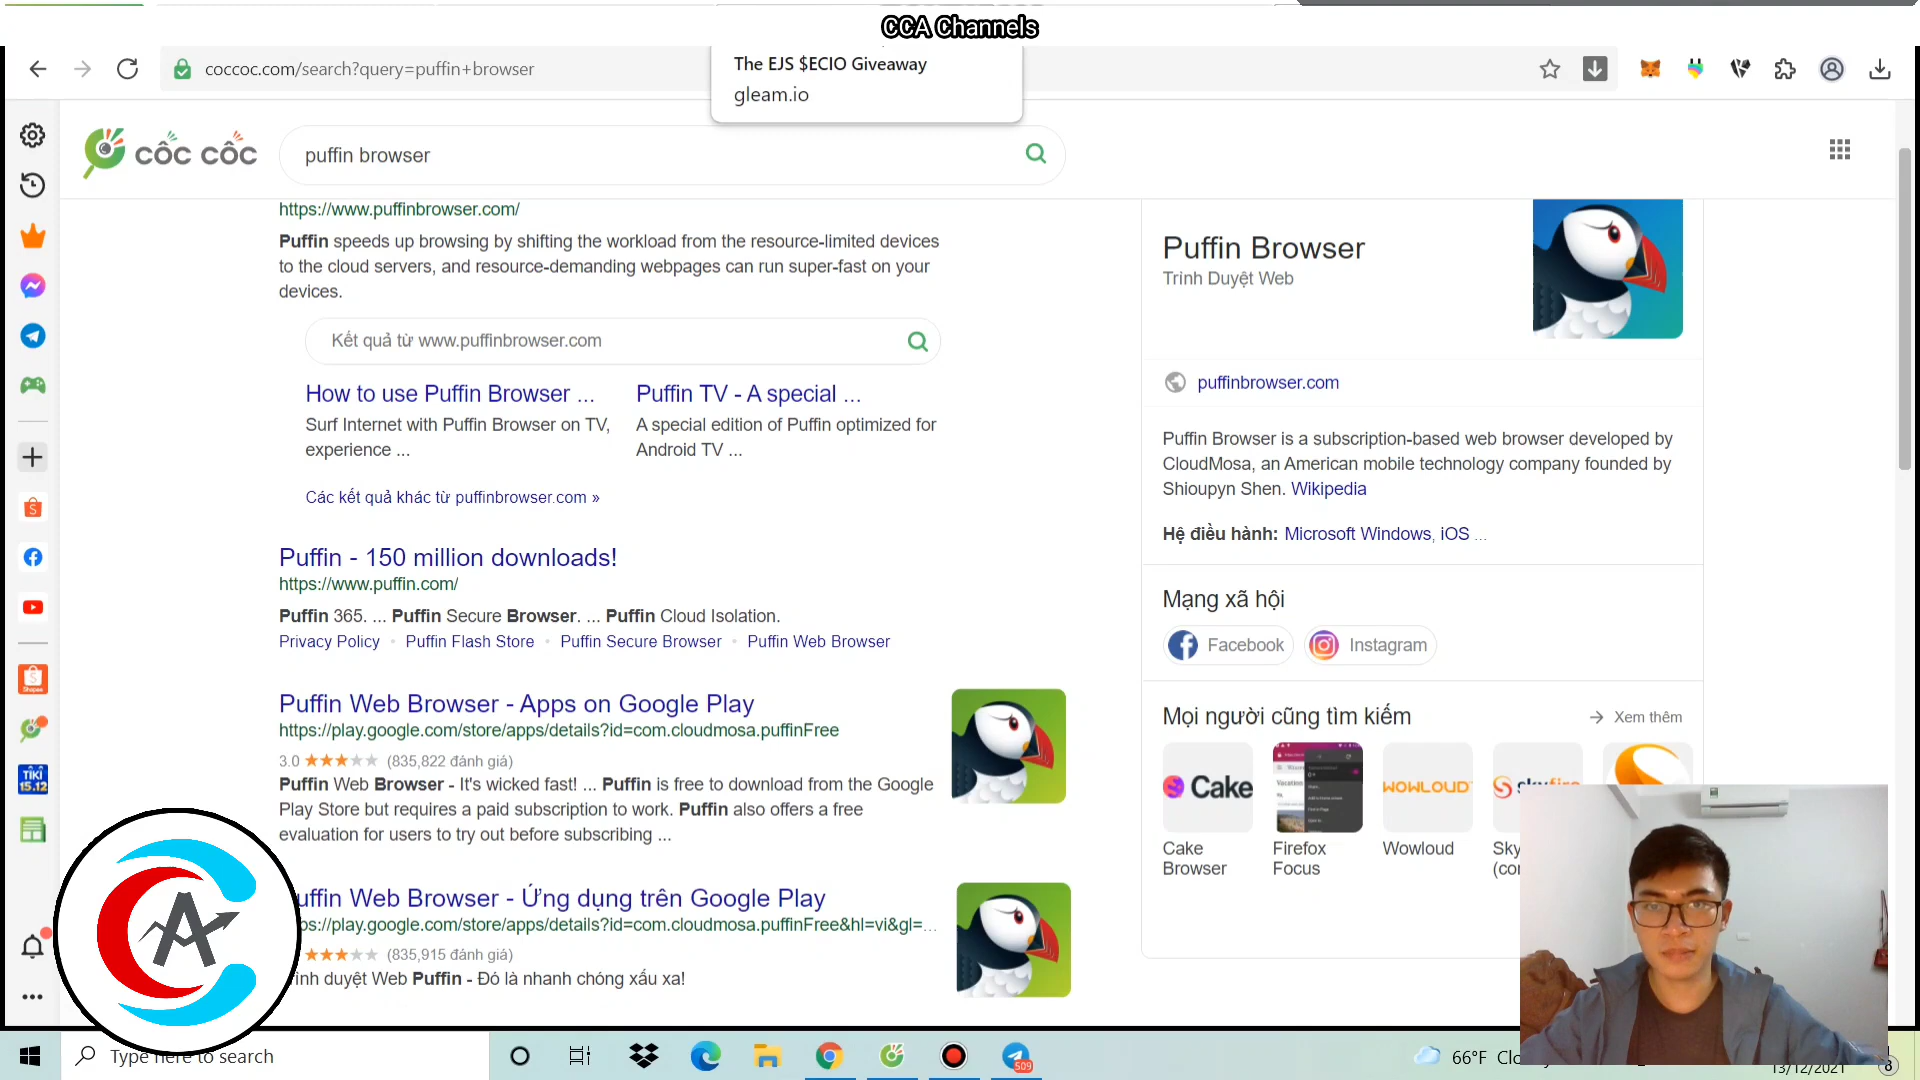 CCA Channels
coccoc.com/search?query=puffin+browser
The EJS $ECIO Giveaway
gleam.io
cốc cốc
puffin browser
https://www.puffinbrowser.com/
Puffin speeds up browsing by shifting the workload from the resource-limited devices
to the cloud servers, and resource-demanding webpages can run super-fast on your
devices.
Kết quả từ www.puffinbrowser.com
How to use Puffin Browser ...
Surf Internet with Puffin Browser on TV,
experience ...
Puffin TV - A special ...
A special edition of Puffin optimized for
Android TV ...
Các kết quả khác từ puffinbrowser.com »
Puffin - 150 million downloads!
https://www.puffin.com/
Puffin 365. ... Puffin Secure Browser. ... Puffin Cloud Isolation.
Privacy Policy • Puffin Flash Store • Puffin Secure Browser • Puffin Web Browser
Puffin Web Browser - Apps on Google Play
https://play.google.com/store/apps/details?id=com.cloudmosa.puffinFree
3.0 (835,822 đánh giá)
Puffin Web Browser - It's wicked fast! ... Puffin is free to download from the Google
Play Store but requires a paid subscription to work. Puffin also offers a free
evaluation for users to try out before subscribing ...
uffin Web Browser - Ứng dụng trên Google Play
ps://play.google.com/store/apps/details?id=com.cloudmosa.puffinFree&hl=vi&gl=...
(835,915 đánh giá)
rình duyệt Web Puffin - Đó là nhanh chóng xấu xa!
Puffin Browser
Trình Duyệt Web
puffinbrowser.com
Puffin Browser is a subscription-based web browser developed by
CloudMosa, an American mobile technology company founded by
Shioupyn Shen. Wikipedia
Hệ điều hành: Microsoft Windows, iOS ...
Mạng xã hội
Facebook
Instagram
Mọi người cũng tìm kiếm
Xem thêm
Cake
WOWLOUD
skyfire
Cake
Browser
Firefox
Focus
Wowloud
Sky
(cor
Shopee
TIKI
15.12
CAC
Type here to search
509
66°F
13/12/2021
8